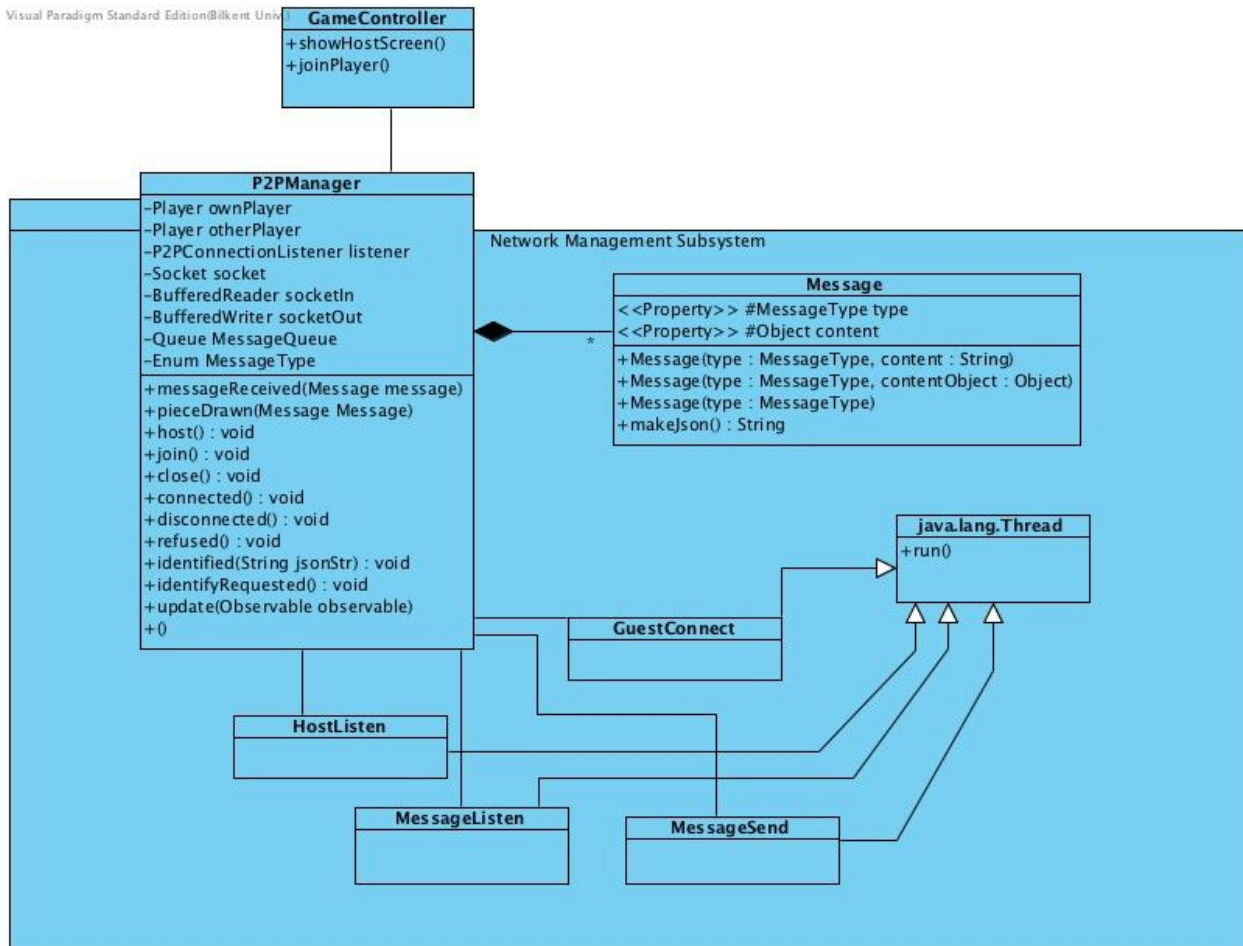 Visual Paradigm Standard Edition(Bilkent Univ.)
GameController
+showHostScreen()
+joinPlayer()
P2PManager
-Player ownPlayer
-Player otherPlayer
-P2PConnectionListener listener
-Socket socket
-BufferedReader socketIn
-BufferedWriter socketOut
-Queue MessageQueue
-Enum MessageType
+messageReceived(Message message)
+pieceDrawn(Message Message)
+host() : void
+join() : void
+close() : void
+connected() : void
+disconnected() : void
+refused() : void
+identified(String jsonStr) : void
+identifyRequested() : void
+update(Observable observable)
+()
Network Management Subsystem
Message
<<Property>> #MessageType type
<<Property>> #Object content
+Message(type : MessageType, content : String)
+Message(type : MessageType, contentObject : Object)
+Message(type : MessageType)
+makeJson() : String
*
java.lang.Thread
+run()
GuestConnect
HostListen
MessageListen
MessageSend